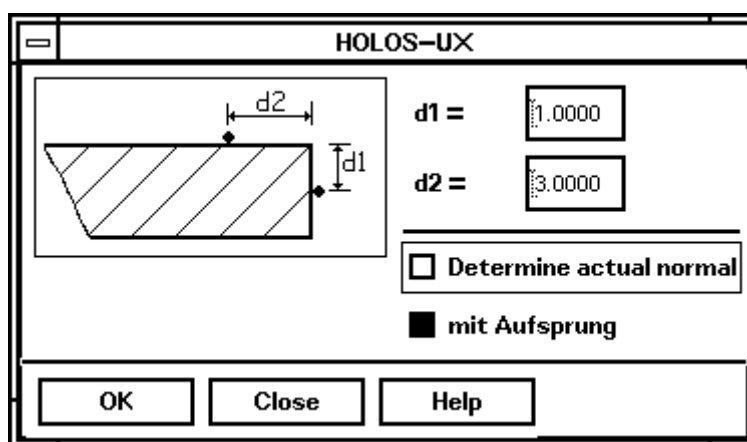 HOLOS-UX
d2
d1
d1 = 1.0000
d2 = 3.0000
Determine actual normal
mit Aufsprung
OK Close Help